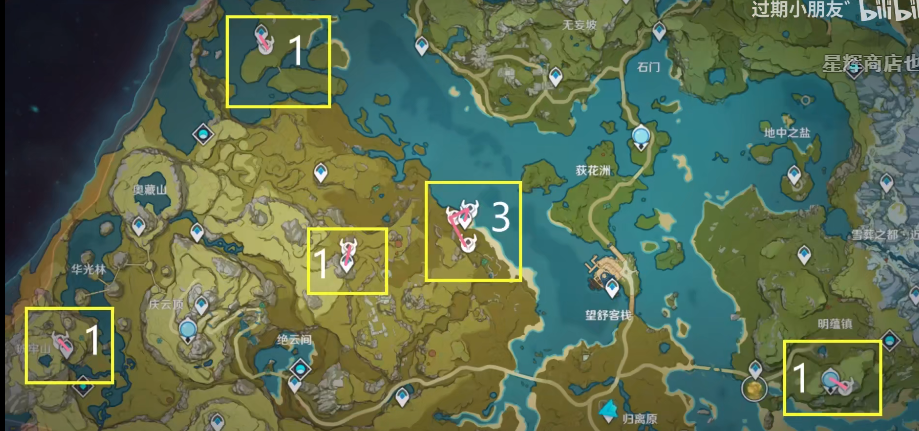 过期小朋友゛ bilibili
无妄坡
1
石门
星辉商店也
地中之盐
荻花洲
奥藏山
3
1
雪葬之都·近
华光林
庆云顶
望舒客栈
明蕴镇
1
绝云间
1
归离原